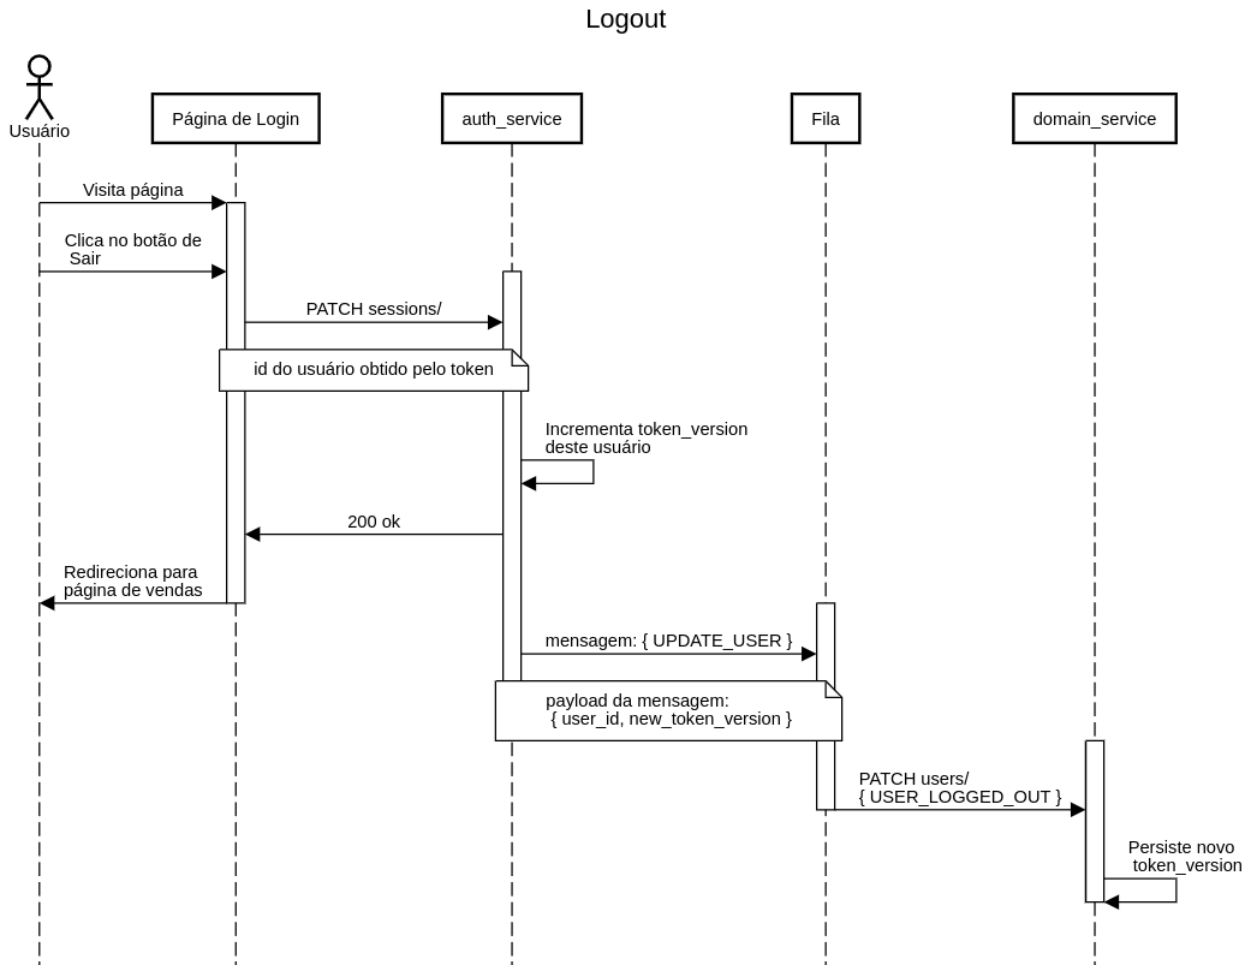 Logout
Usuário
Página de Login
auth_service
Fila
domain_service
Visita página
Clica no botão de
Sair
PATCH sessions/
id do usuário obtido pelo token
Incrementa token_version
deste usuário
200 ok
Redireciona para
página de vendas
mensagem: { UPDATE_USER }
payload da mensagem:
{ user_id, new_token_version }
PATCH users/
{ USER_LOGGED_OUT }
Persiste novo
token_version